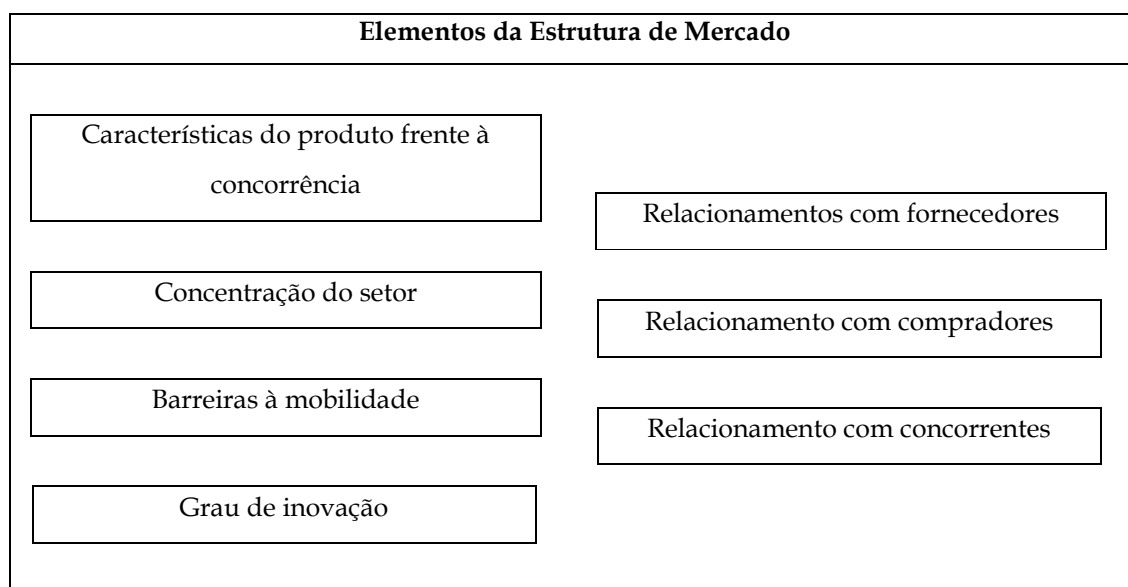 Elementos da Estrutura de Mercado
Características do produto frente à
concorrência
Concentração do setor
Barreiras à mobilidade
Grau de inovação
Relacionamentos com fornecedores
Relacionamento com compradores
Relacionamento com concorrentes